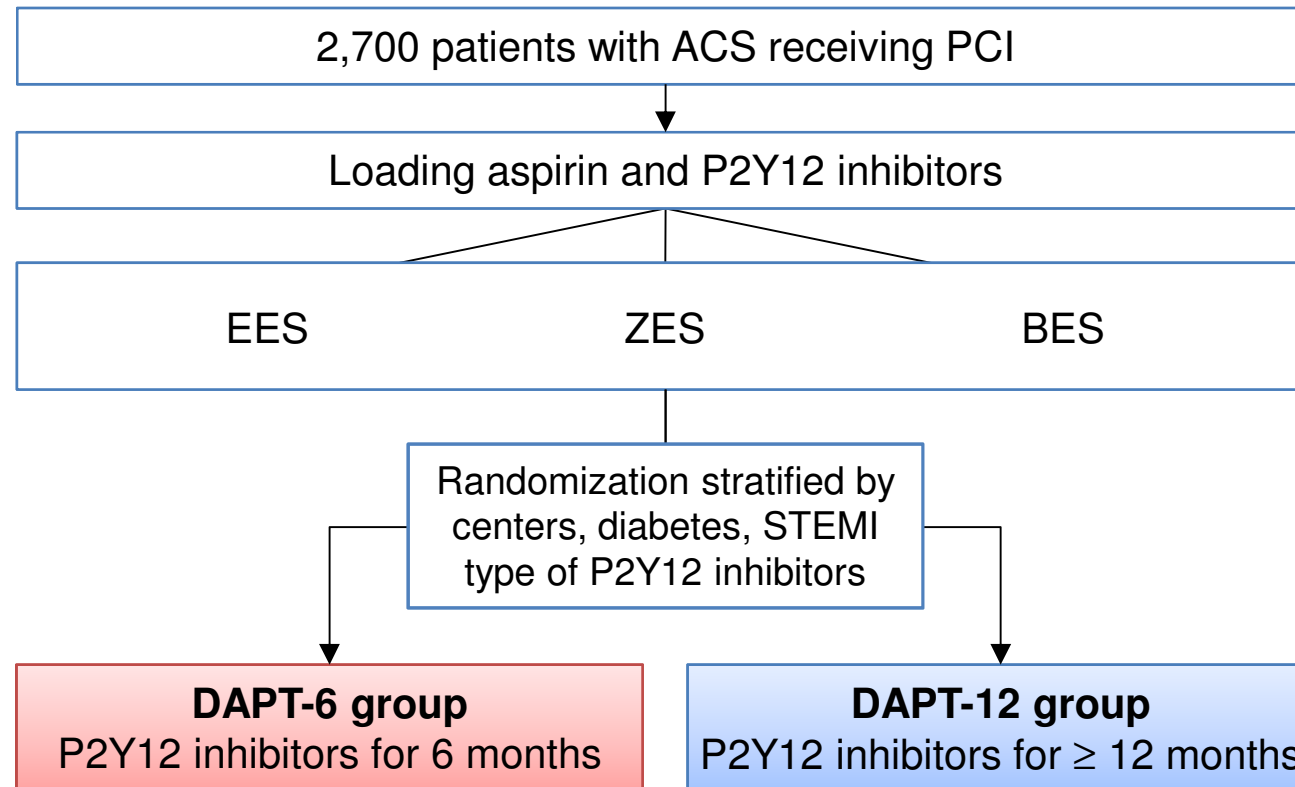 2,700 patients with ACS receiving PCI
Loading aspirin and P2Y12 inhibitors
EES ZES BES
Randomization stratified by
centers, diabetes, STEMI
type of P2Y12 inhibitors
DAPT-6 group
P2Y12 inhibitors for 6 months
DAPT-12 group
P2Y12 inhibitors for ≥ 12 months